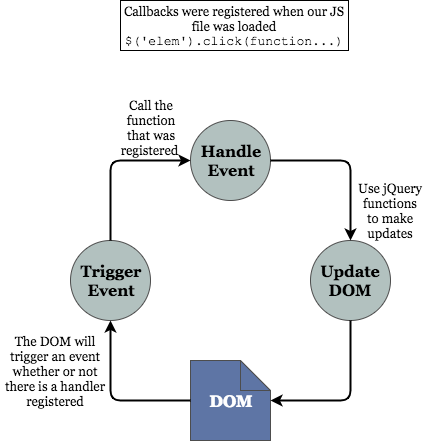 Callbacks were registered when our JS
file was loaded
$('elem').click(function...)
Call the
function
that was
registered
Handle
Event
Use jQuery
functions
to make
updates
Trigger
Event
Update
DOM
The DOM will
trigger an event
whether or not
there is a handler
registered
DOM